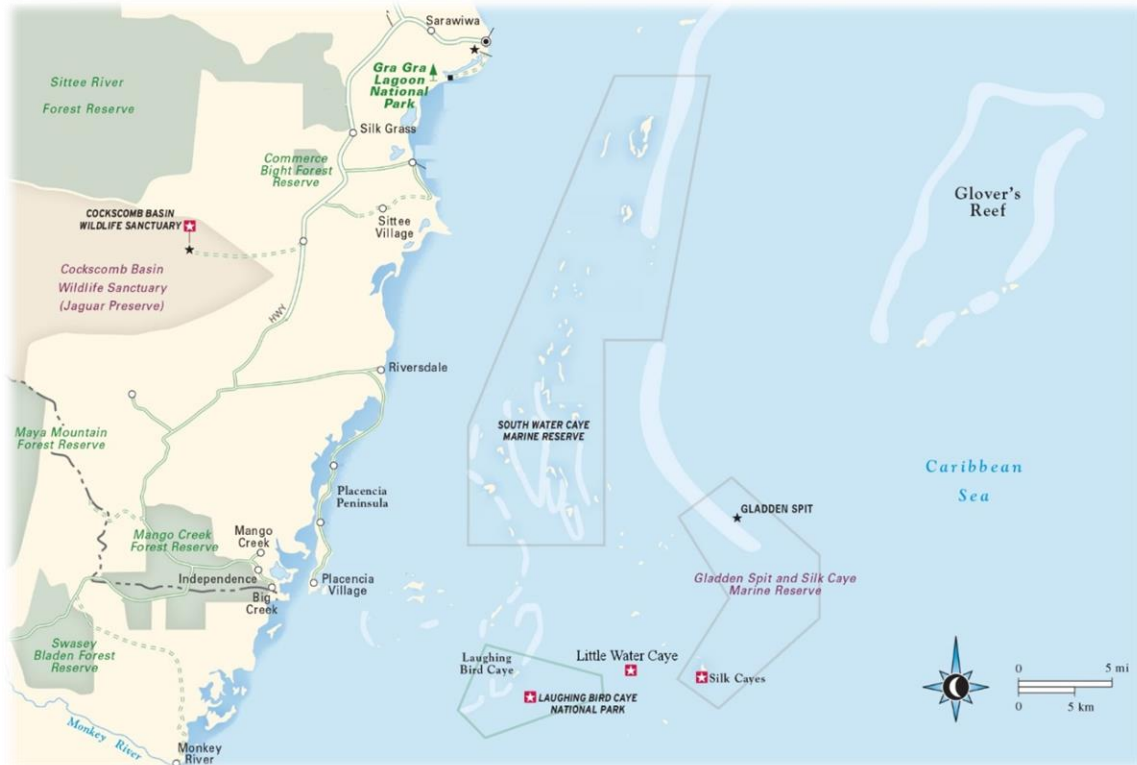 Sarawiwa
Gra Gra
Lagoon
National
Park
Sittee River
Forest Reserve
Silk Grass
Commerce
Bight Forest
Reserve
Glover's
Reef
COCKSCOMB BASIN
WILDLIFE SANCTUARY
Sittee
Village
Cockscomb Basin
Wildlife Sanctuary
(Jaguar Preserve)
HWY
Riversdale
Maya Mountain
Forest Reserve
SOUTH WATER CAYE
MARINE RESERVE
Caribbean
Sea
Placencia
Peninsula
GLADDEN SPIT
Mango Creek
Forest Reserve
Mango
Creek
Independence
Big
Creek
Placencia
Village
Gladden Spit and Silk Caye
Marine Reserve
Swasey
Bladen Forest
Reserve
Laughing
Bird Caye
Little Water Caye
Silk Cayes
LAUGHING BIRD CAYE
NATIONAL PARK
0 5 mi
0 5 km
Monkey River
Monkey
River